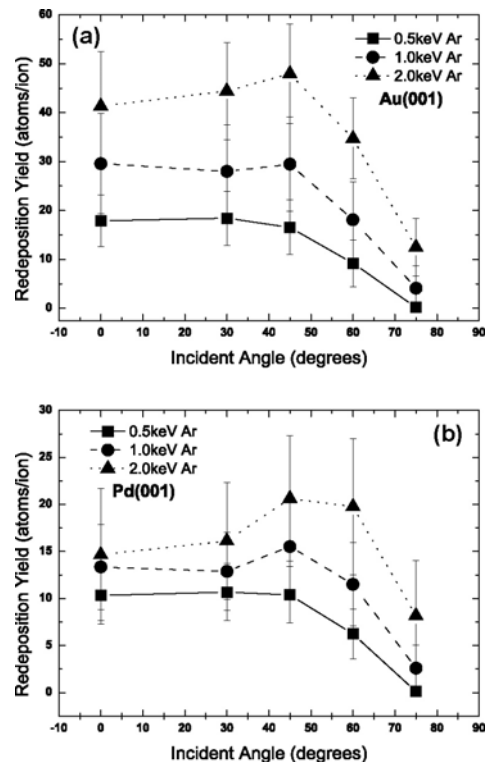 (a)
0.5keV Ar
1.0keV Ar
2.0keV Ar
Au(001)
Redeposition Yield (atoms/ion)
60
50
40
30
20
10
0
-10 0 10 20 30 40 50 60 70 80 90
Incident Angle (degrees)
(b)
0.5keV Ar
1.0keV Ar
2.0keV Ar
Pd(001)
Redeposition Yield (atoms/ion)
30
25
20
15
10
5
0
-10 0 10 20 30 40 50 60 70 80 90
Incident Angle (degrees)